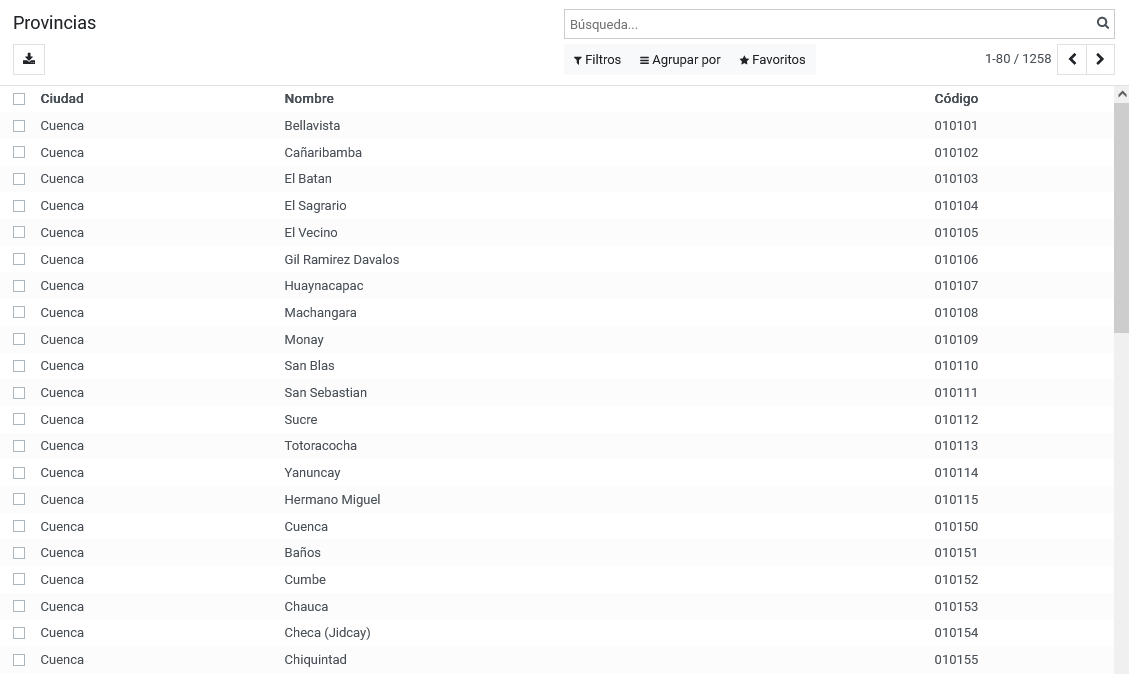 Provincias
Búsqueda...
Filtros Agrupar por Favoritos 1-80 / 1258
Ciudad Nombre Código
Cuenca Bellavista 010101
Cuenca Cañaribamba 010102
Cuenca El Batan 010103
Cuenca El Sagrario 010104
Cuenca El Vecino 010105
Cuenca Gil Ramirez Davalos 010106
Cuenca Huaynacapac 010107
Cuenca Machangara 010108
Cuenca Monay 010109
Cuenca San Blas 010110
Cuenca San Sebastian 010111
Cuenca Sucre 010112
Cuenca Totoracocha 010113
Cuenca Yanuncay 010114
Cuenca Hermano Miguel 010115
Cuenca Cuenca 010150
Cuenca Baños 010151
Cuenca Cumbe 010152
Cuenca Chauca 010153
Cuenca Checa (Jidcay) 010154
Cuenca Chiquintad 010155